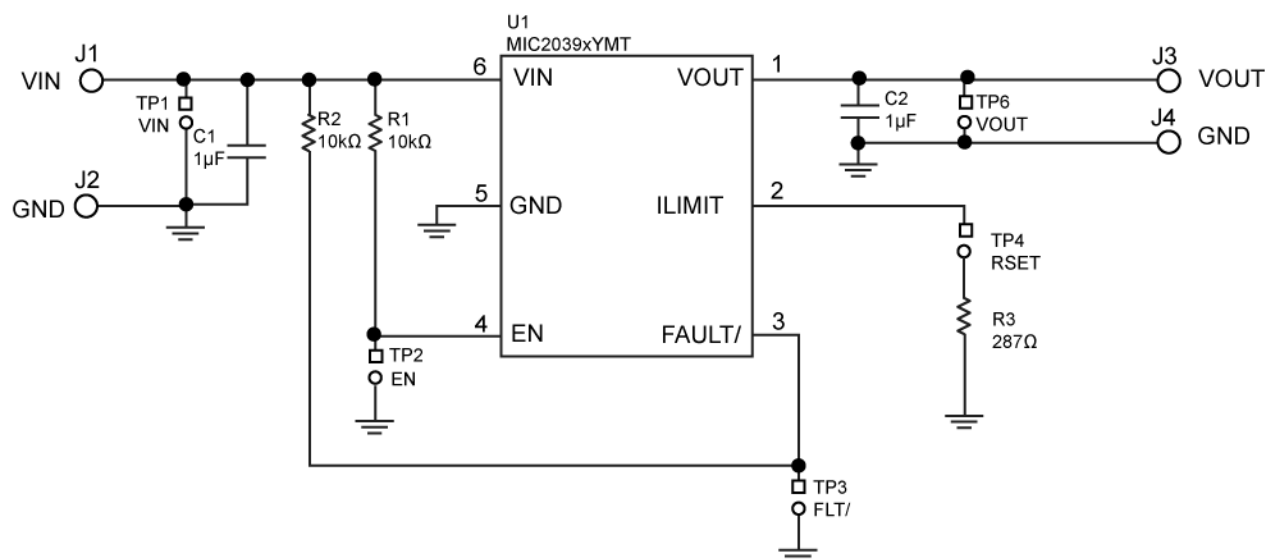 U1
MIC2039xYMT
J1
VIN
TP1
VIN
C1
1µF
R2
10kΩ
R1
10kΩ
6
VIN
VOUT
1
C2
1µF
TP6
VOUT
J3
VOUT
J4
GND
J2
GND
5
GND
ILIMIT
2
TP4
RSET
R3
287Ω
4
EN
FAULT/
3
TP2
EN
TP3
FLT/